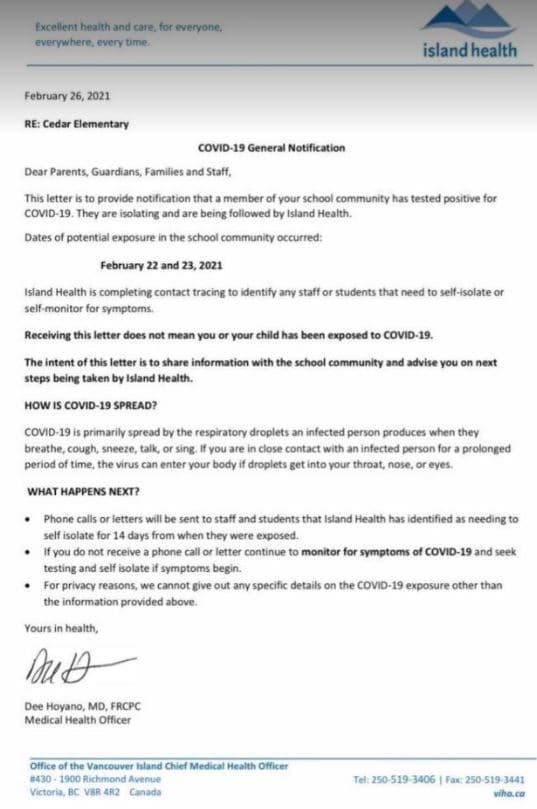 Excellent health and care, for everyone,
everywhere, every time.
island health
February 26, 2021
RE: Cedar Elementary
COVID-19 General Notification
Dear Parents, Guardians, Families and Staff,
This letter is to provide notification that a member of your school community has tested positive for
COVID-19. They are isolating and are being followed by Island Health.
Dates of potential exposure in the school community occurred:
February 22 and 23, 2021
Island Health is completing contact tracing to identify any staff or students that need to self-isolate or
self-monitor for symptoms.
Receiving this letter does not mean you or your child has been exposed to COVID-19.
The intent of this letter is to share information with the school community and advise you on next
steps being taken by Island Health.
HOW IS COVID-19 SPREAD?
COVID-19 is primarily spread by the respiratory droplets an infected person produces when they
breathe, cough, sneeze, talk, or sing. If you are in close contact with an infected person for a prolonged
period of time, the virus can enter your body if droplets get into your throat, nose, or eyes.
WHAT HAPPENS NEXT?
• Phone calls or letters will be sent to staff and students that Island Health has identified as needing to
self isolate for 14 days from when they were exposed.
• If you do not receive a phone call or letter continue to monitor for symptoms of COVID-19 and seek
testing and self isolate if symptoms begin.
• For privacy reasons, we cannot give out any specific details on the COVID-19 exposure other than
the information provided above.
Yours in health,
Dee Hoyano, MD, FRCPC
Medical Health Officer
Office of the Vancouver Island Chief Medical Health Officer
#430 - 1900 Richmond Avenue
Tel: 250-519-3406 | Fax: 250-519-3441
Victoria, BC V8R 4R2 Canada
viha.ca